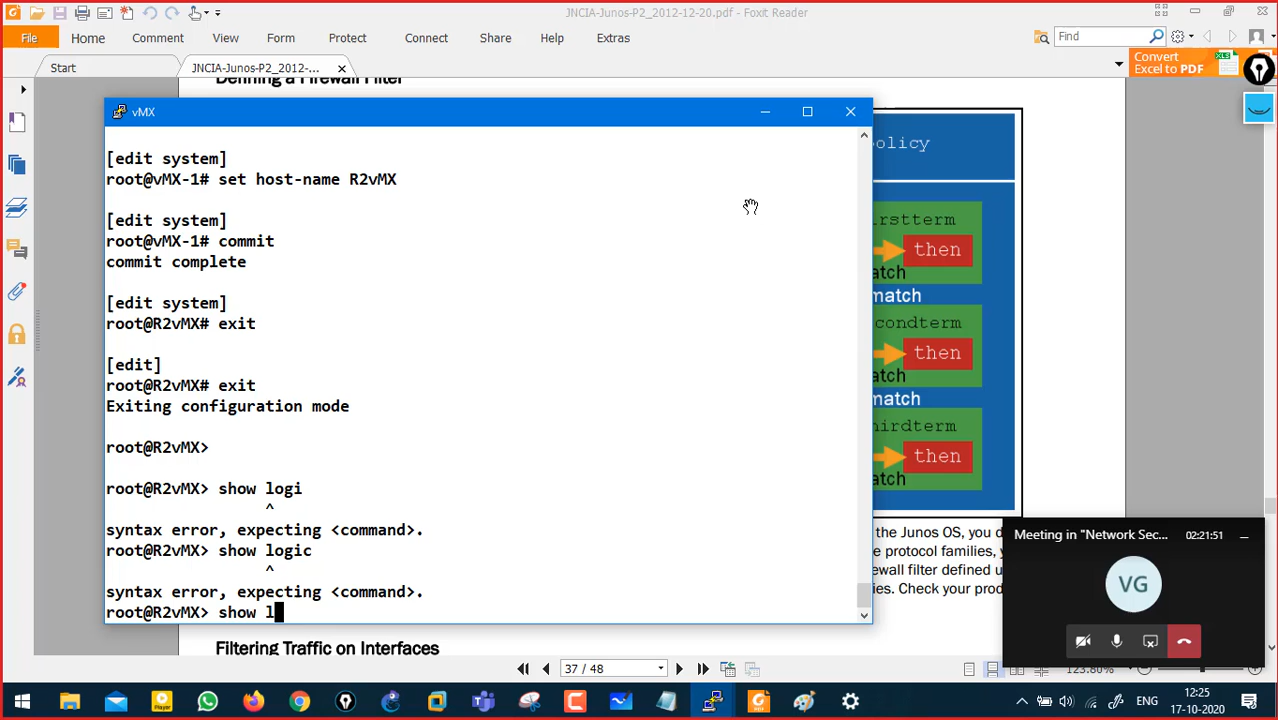 JNCIA-Junos-P2_2012-12-20.pdf - Foxit Reader
File
Home
Comment
View
Form
Protect
Connect
Share
Help
Extras
Find
Start
JNCIA-Junos-P2_2012-...
Convert
Excel to PDF
XLS
Defining a Firewall Filter
vMX
[edit system]
root@vMX-1# set host-name R2vMX
[edit system]
root@vMX-1# commit
commit complete
[edit system]
root@R2vMX# exit
[edit]
root@R2vMX# exit
Exiting configuration mode
root@R2vMX>
root@R2vMX> show logi
^
syntax error, expecting <command>.
root@R2vMX> show logic
^
syntax error, expecting <command>.
root@R2vMX> show l
olicy
rstterm
then
atch
match
condterm
then
atch
match
hirdterm
then
atch
the Junos OS, you d
e protocol families, y
ewall filter defined u
ies. Check your prod
Meeting in "Network Sec...
02:21:51
VG
Filtering Traffic on Interfaces
37 / 48
123.80%
Player
ENG
12:25
17-10-2020